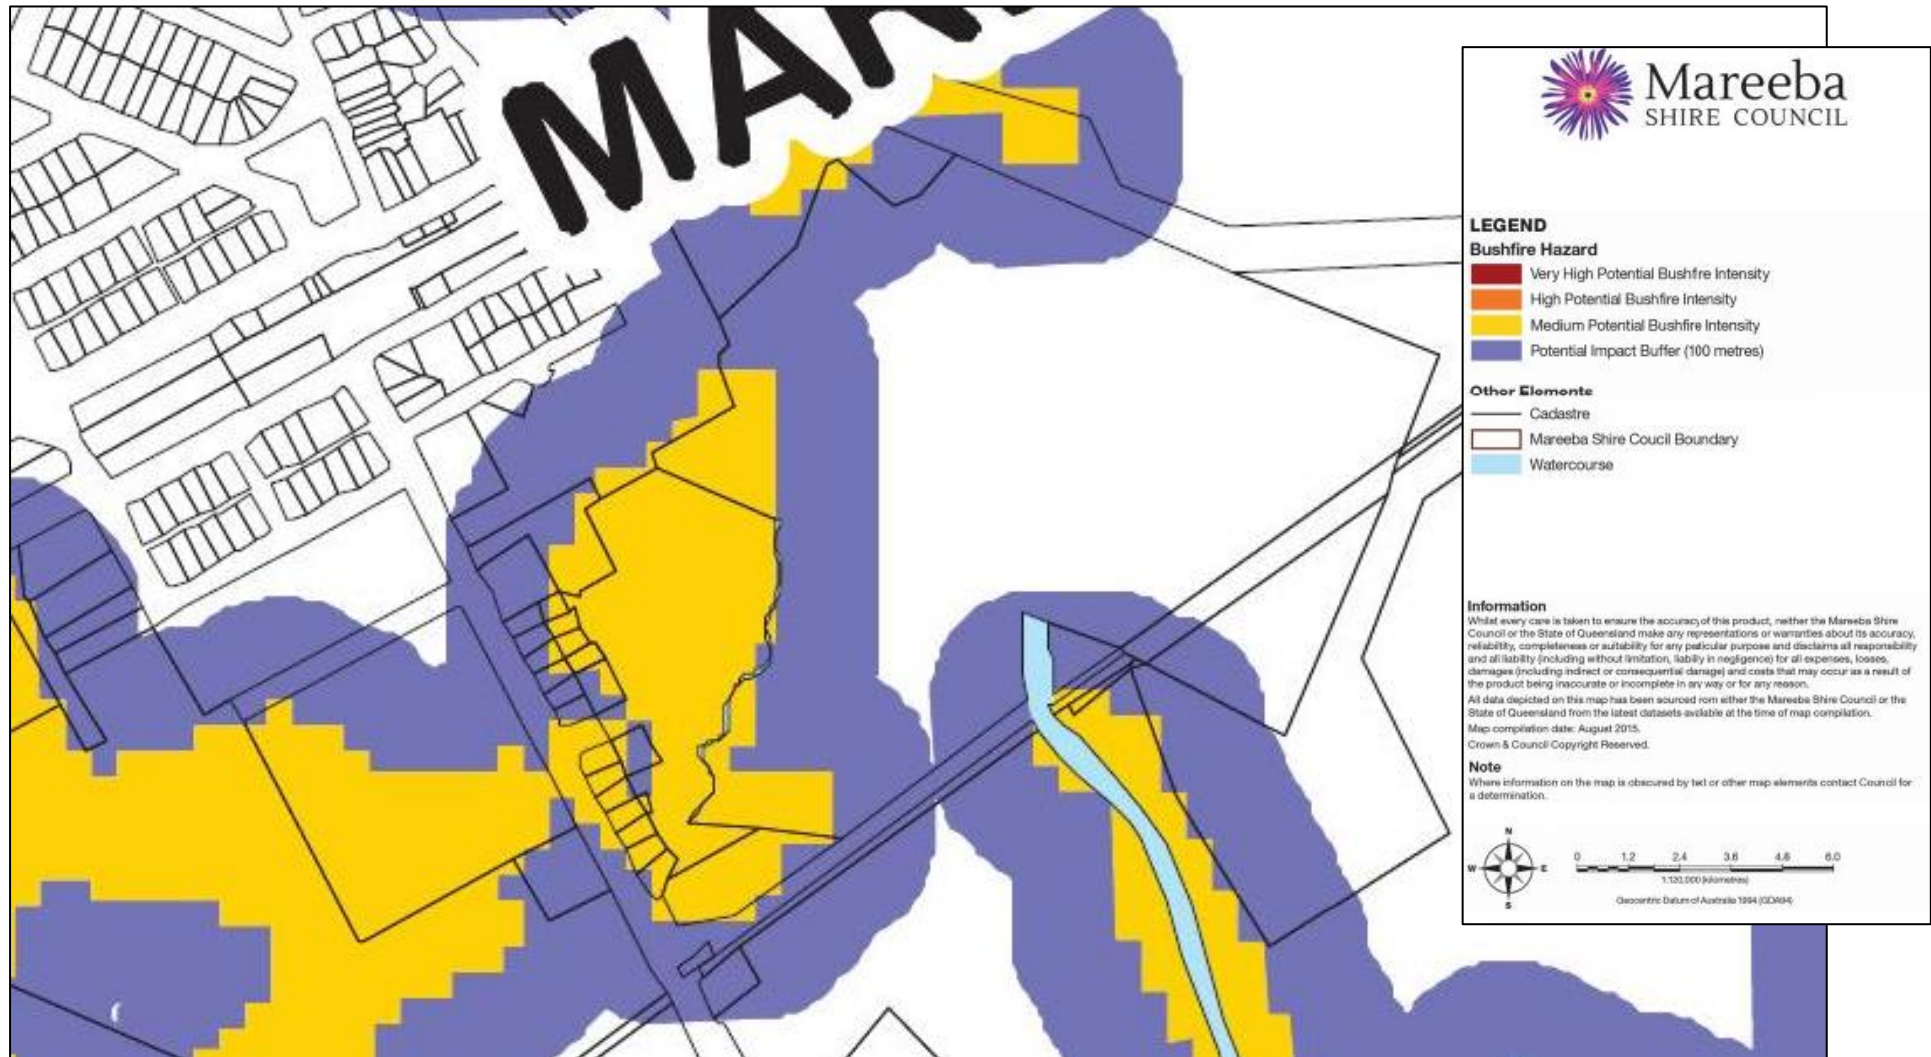 MAR
Mareeba
SHIRE COUNCIL
LEGEND
Bushfire Hazard
Very High Potential Bushfre Intensity
High Potential Bushfire Intensity
Medium Potential Bushfire Intensity
Potential Impact Buffer (100 metres)
Other Elements
Cadastre
Mareeba Shire Coucil Boundary
Watercourse
Information
Whilst every care is taken to ensure the accuracy of this product, neither the Mareeba Shire
Council or the State of Queensland make any representations or warranties about its accuracy,
reliability, completeness or suitability for any paticular purpose and disclaims all responsibility
and all liability (including without limitation, liability in negligence) for all expenses, losses,
damages (including indirect or consequential damage) and costs that may occur as a result of
the product being inaccurate or incomplete in any way or for any reason.
All data depicted on this map has been sourced rom either the Mareeba Shire Council or the
State of Queensland from the latest datasets available at the time of map compilation.
Map compilation date: August 2015.
Crown & Council Copyright Reserved.
Note
Where information on the map is obscured by text or other map elements contact Council for
a determination.
N
W E
S
0 1.2 2.4 3.6 4.8 6.0
1:120,000 (kilometres)
Geocentric Datum of Australia 1994 (GDA94)